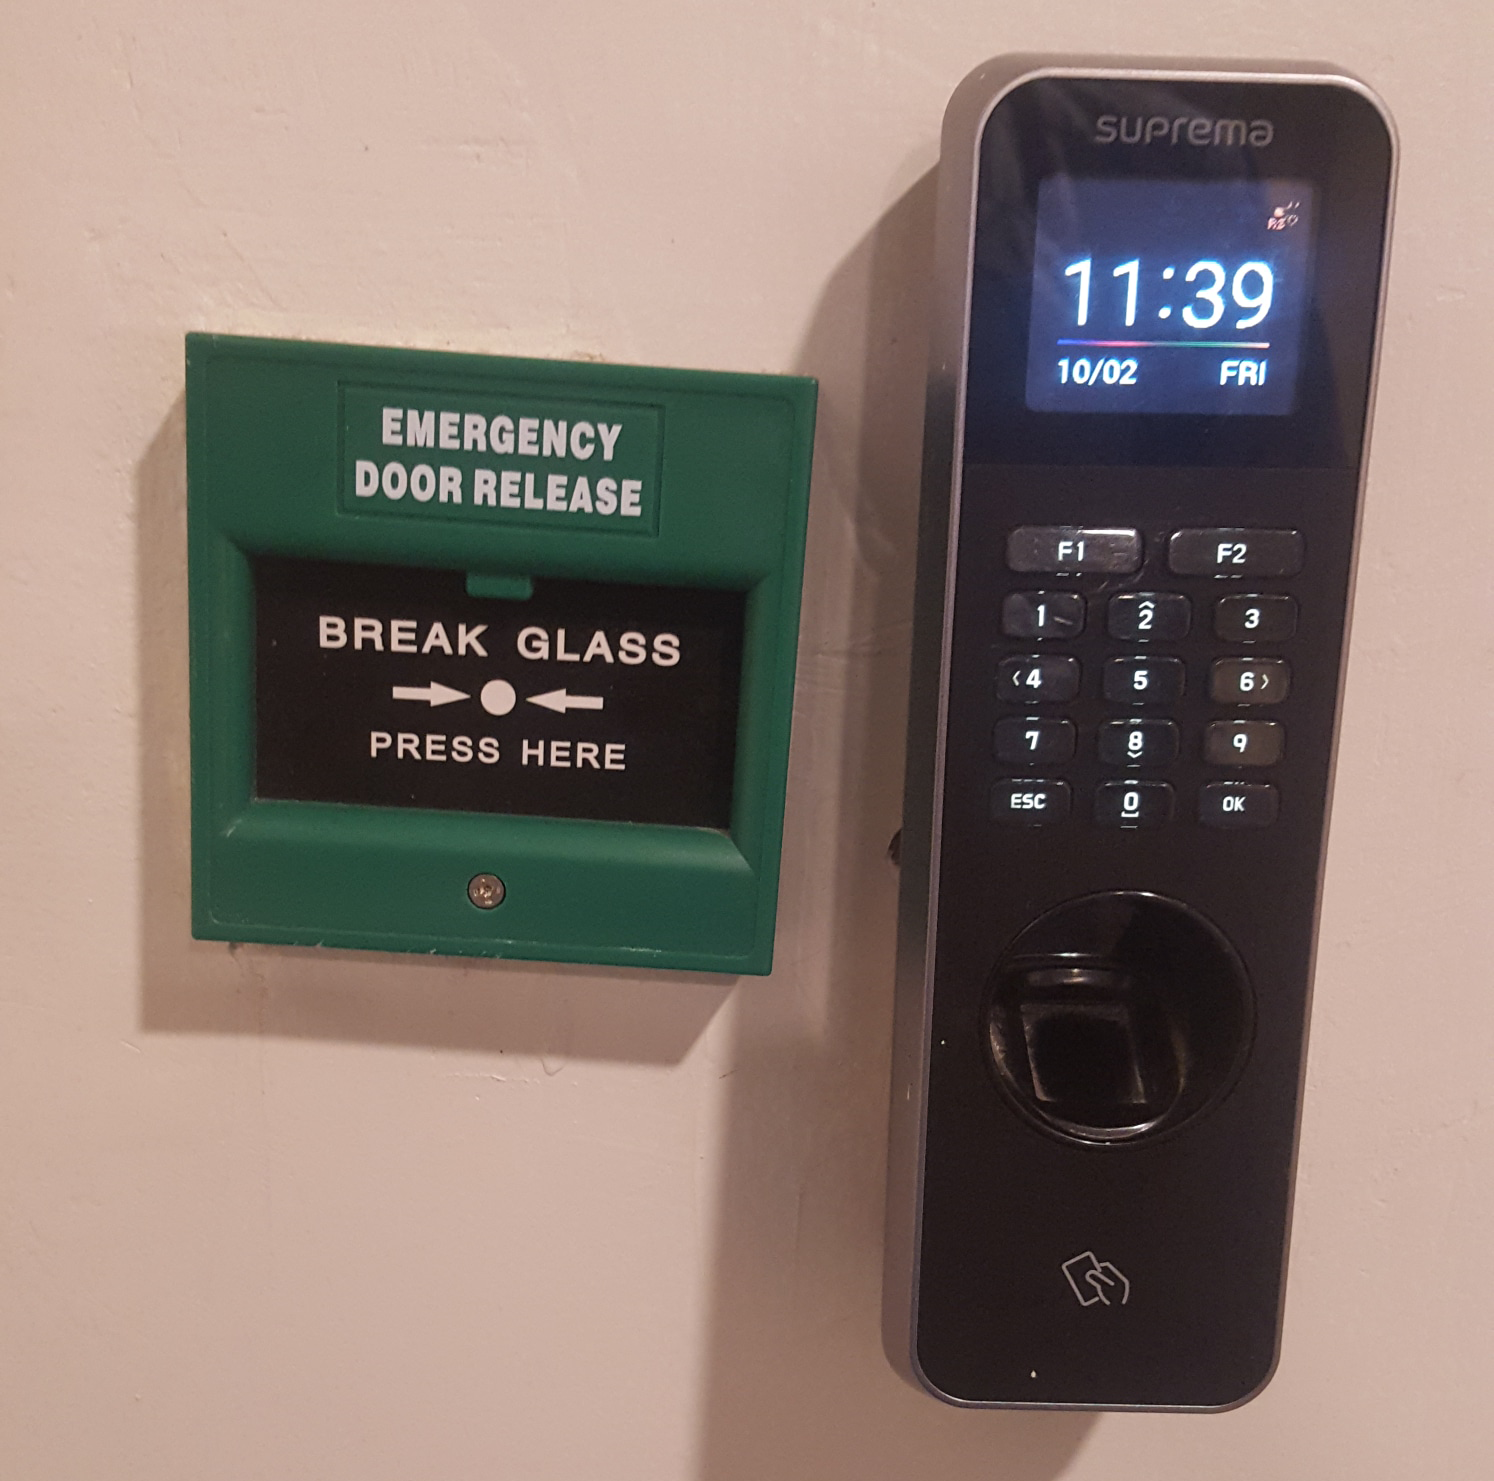 EMERGENCY
DOOR RELEASE
BREAK GLASS
PRESS HERE
suprema
11:39
10/02 FRI
F1 F2
1 2 3
4 5 6
7 8 9
ESC 0 OK